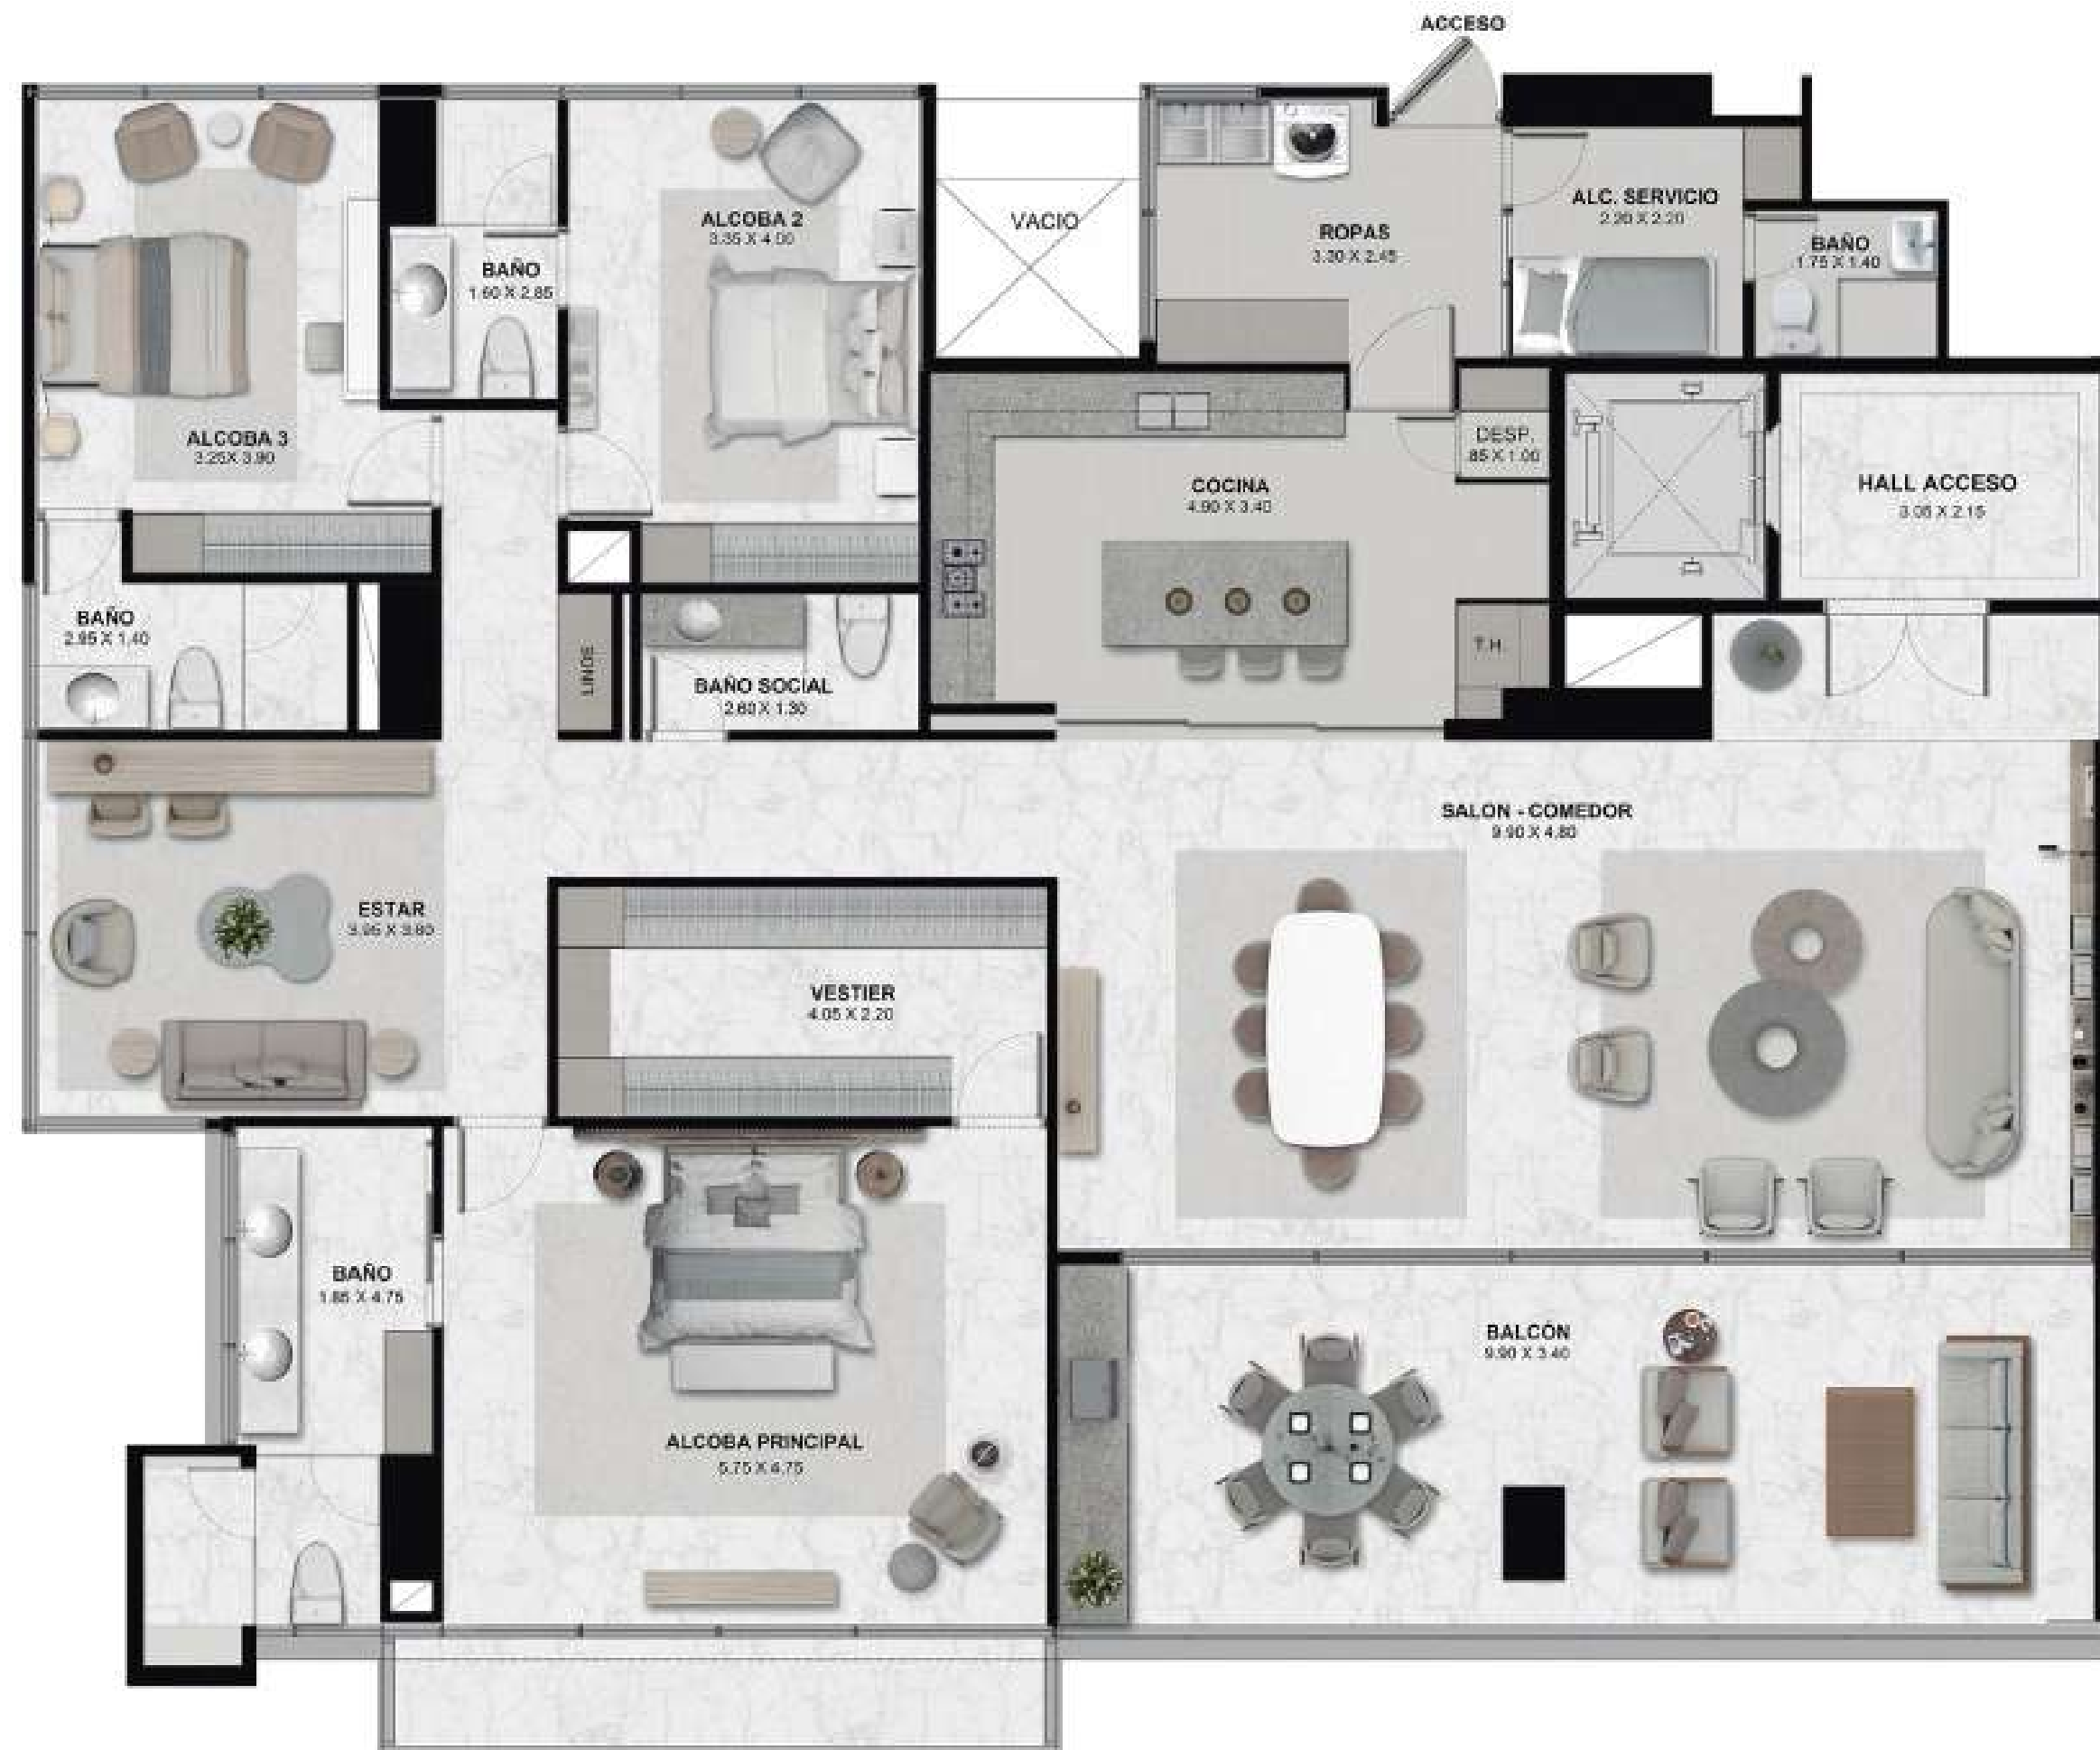 ACCESO
ALC. SERVICIO
2.20 X 2.20
ALCOBA 2
3.35 X 4.00
VACIO
ROPAS
3.30 X 2.45
BAÑO
1.75 X 1.40
BAÑO
1.60 X 2.85
ALCOBA 3
3.25X 3.90
DESP.
.85 X 1.00
COCINA
4.90 X 3.40
HALL ACCESO
3.05 X 2.15
BAÑO
2.95 X 1.40
LINOS
T.H.
BAÑO SOCIAL
2.60 X 1.30
SALON - COMEDOR
9.90 X 4.80
ESTAR
3.95 X 3.80
VESTIER
4.05 X 2.20
BAÑO
1.85 X 4.75
BALCÓN
9.90 X 3.40
ALCOBA PRINCIPAL
5.75 X 4.75